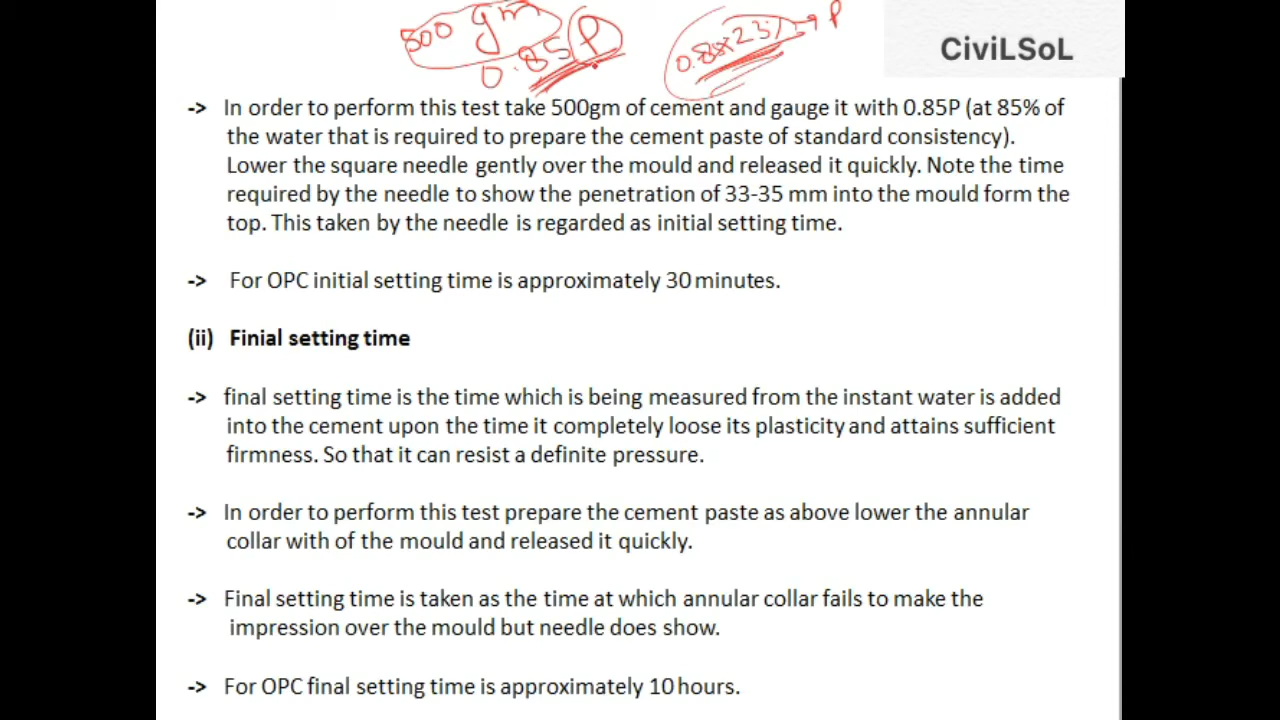 500 gm
0.85 P
0.85×23% → P
CiviLSoL
-> In order to perform this test take 500gm of cement and gauge it with 0.85P (at 85% of
the water that is required to prepare the cement paste of standard consistency).
Lower the square needle gently over the mould and released it quickly. Note the time
required by the needle to show the penetration of 33-35 mm into the mould form the
top. This taken by the needle is regarded as initial setting time.
-> For OPC initial setting time is approximately 30 minutes.
(ii) Finial setting time
-> final setting time is the time which is being measured from the instant water is added
into the cement upon the time it completely loose its plasticity and attains sufficient
firmness. So that it can resist a definite pressure.
-> In order to perform this test prepare the cement paste as above lower the annular
collar with of the mould and released it quickly.
-> Final setting time is taken as the time at which annular collar fails to make the
impression over the mould but needle does show.
-> For OPC final setting time is approximately 10 hours.